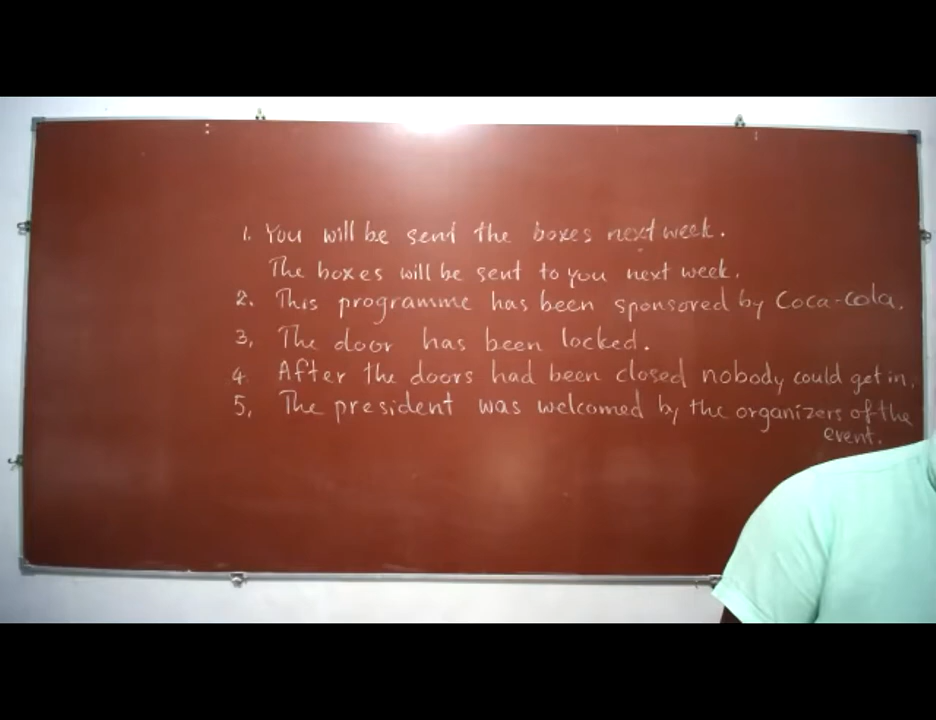 1. You will be sent the boxes next week.
The boxes will be sent to you next week.
2. This programme has been sponsored by Coca-cola.
3, The door has been locked.
4. After the doors had been closed nobody could get in.
5, The president was welcomed by the organizers of the
event.